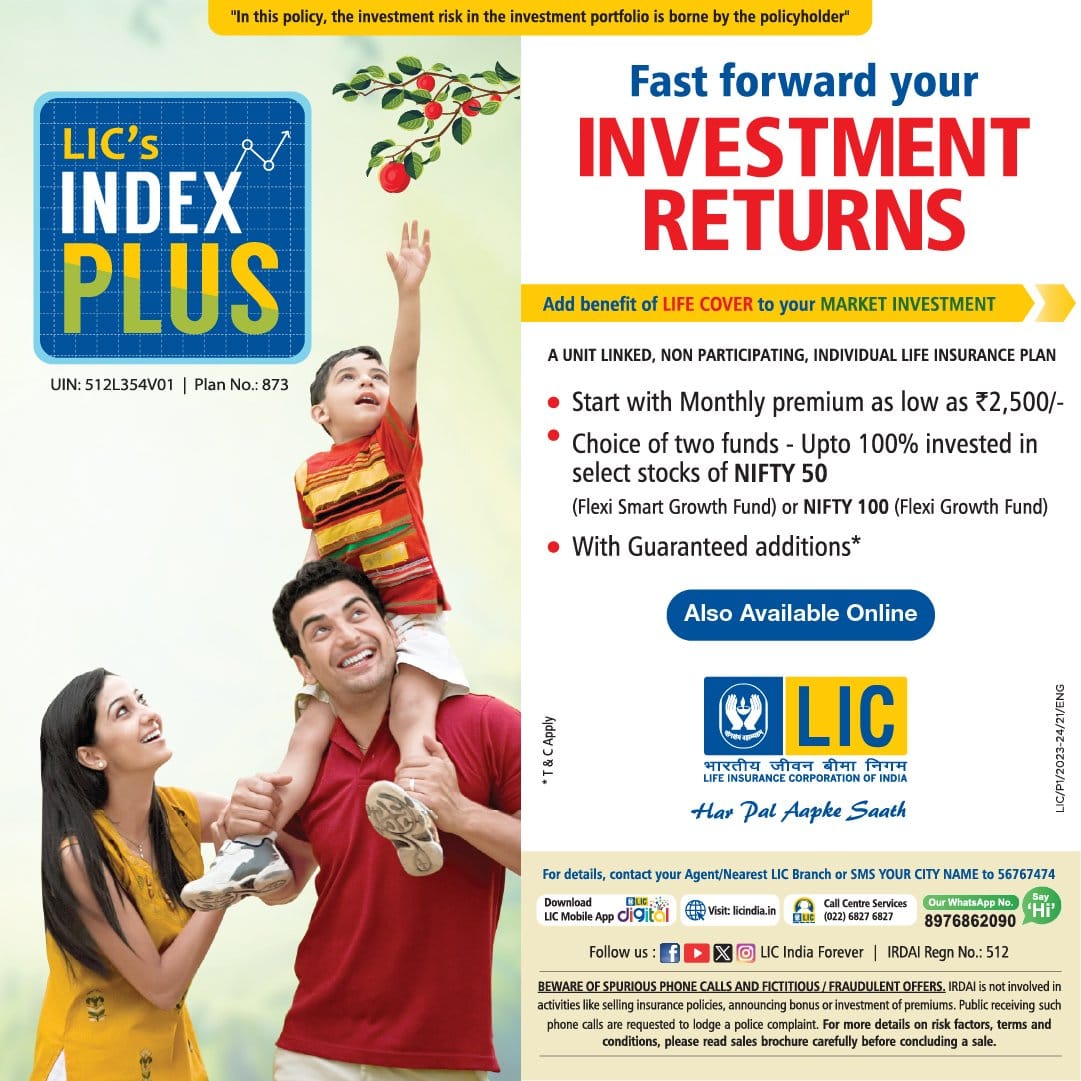 "In this policy, the investment risk in the investment portfolio is borne by the policyholder"
LIC's
INDEX
PLUS
UIN: 512L354V01 | Plan No.: 873
Fast forward your
INVESTMENT
RETURNS
Add benefit of LIFE COVER to your MARKET INVESTMENT
A UNIT LINKED, NON PARTICIPATING, INDIVIDUAL LIFE INSURANCE PLAN
• Start with Monthly premium as low as ₹2,500/-
• Choice of two funds - Upto 100% invested in
select stocks of NIFTY 50
(Flexi Smart Growth Fund) or NIFTY 100 (Flexi Growth Fund)
• With Guaranteed additions*
Also Available Online
* T & C Apply
LIC
भारतीय जीवन बीमा निगम
LIFE INSURANCE CORPORATION OF INDIA
Har Pal Aapke Saath
LIC/P1/2023-24/21/ENG
For details, contact your Agent/Nearest LIC Branch or SMS YOUR CITY NAME to 56767474
Download
LIC Mobile App
LIC
digital
Visit: licindia.in
LIC
Call Centre Services
(022) 6827 6827
Our WhatsApp No.
8976862090
Say
'Hi'
Follow us : LIC India Forever | IRDAI Regn No.: 512
BEWARE OF SPURIOUS PHONE CALLS AND FICTITIOUS / FRAUDULENT OFFERS. IRDAI is not involved in
activities like selling insurance policies, announcing bonus or investment of premiums. Public receiving such
phone calls are requested to lodge a police complaint. For more details on risk factors, terms and
conditions, please read sales brochure carefully before concluding a sale.